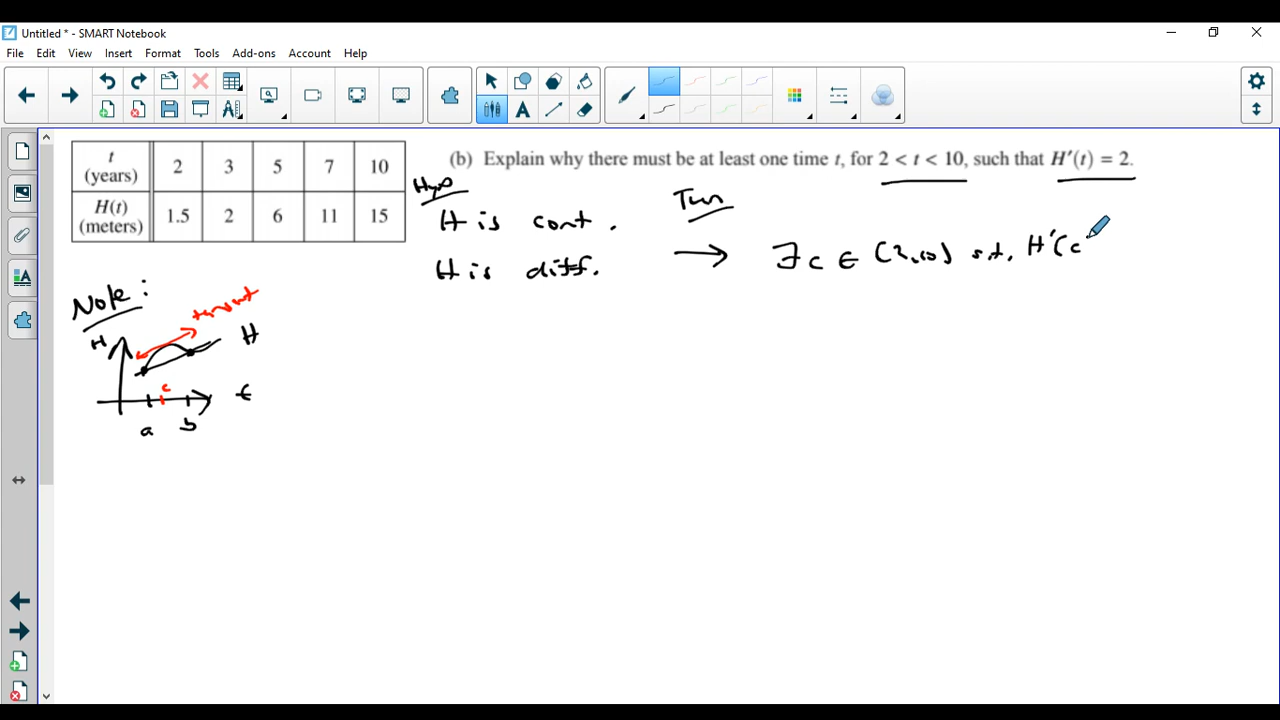 Untitled * - SMART Notebook
File Edit View Insert Format Tools Add-ons Account Help
t (years) 2 3 5 7 10
H(t) (meters) 1.5 2 6 11 15
(b) Explain why there must be at least one time t, for 2 < t < 10, such that H′(t) = 2.
Hyp
H is cont.
H is diff.
→ ∃ c ∈ (2,10) s.t. H'(c
Note:
tangent
H
H
c
t
a b